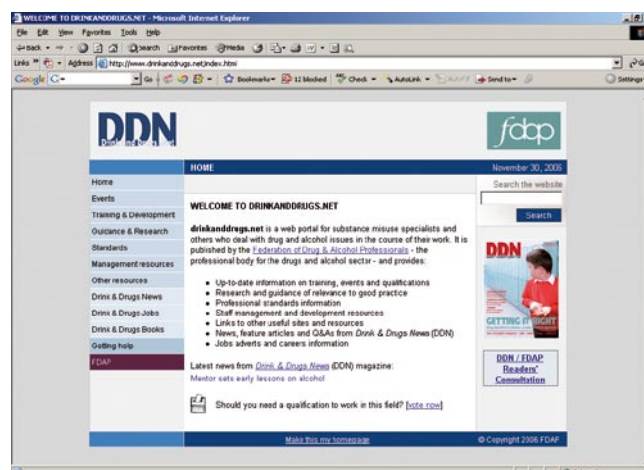 WELCOME TO DRINKANDDRUGS.NET - Microsoft Internet Explorer
File Edit View Favorites Tools Help
Back Search Favorites Media
Links Address http://www.drinkanddrugs.net/index.html
Google Go Bookmarks 12 blocked Check AutoLink Send to Settings
DDN
fdap
HOME November 30, 2006
Home
Events
Training & Development
Guidance & Research
Standards
Management resources
Other resources
Drink & Drugs News
Drink & Drugs Jobs
Drink & Drugs Books
Getting help
FDAP
WELCOME TO DRINKANDDRUGS.NET
drinkanddrugs.net is a web portal for substance misuse specialists and
others who deal with drug and alcohol issues in the course of their work. It is
published by the Federation of Drug & Alcohol Professionals - the
professional body for the drugs and alcohol sector - and provides:
Up-to-date information on training, events and qualifications
Research and guidance of relevance to good practice
Professional standards information
Staff management and development resources
Links to other useful sites and resources
News, feature articles and Q&As from Drink & Drugs News (DDN)
Jobs adverts and careers information
Latest news from Drink & Drugs News (DDN) magazine:
Mentor sets early lessons on alcohol
Should you need a qualification to work in this field? [vote now]
Search the website
Search
DDN
GETTING IT RIGHT
DDN / FDAP
Readers'
Consultation
Make this my homepage © Copyright 2006 FDAP